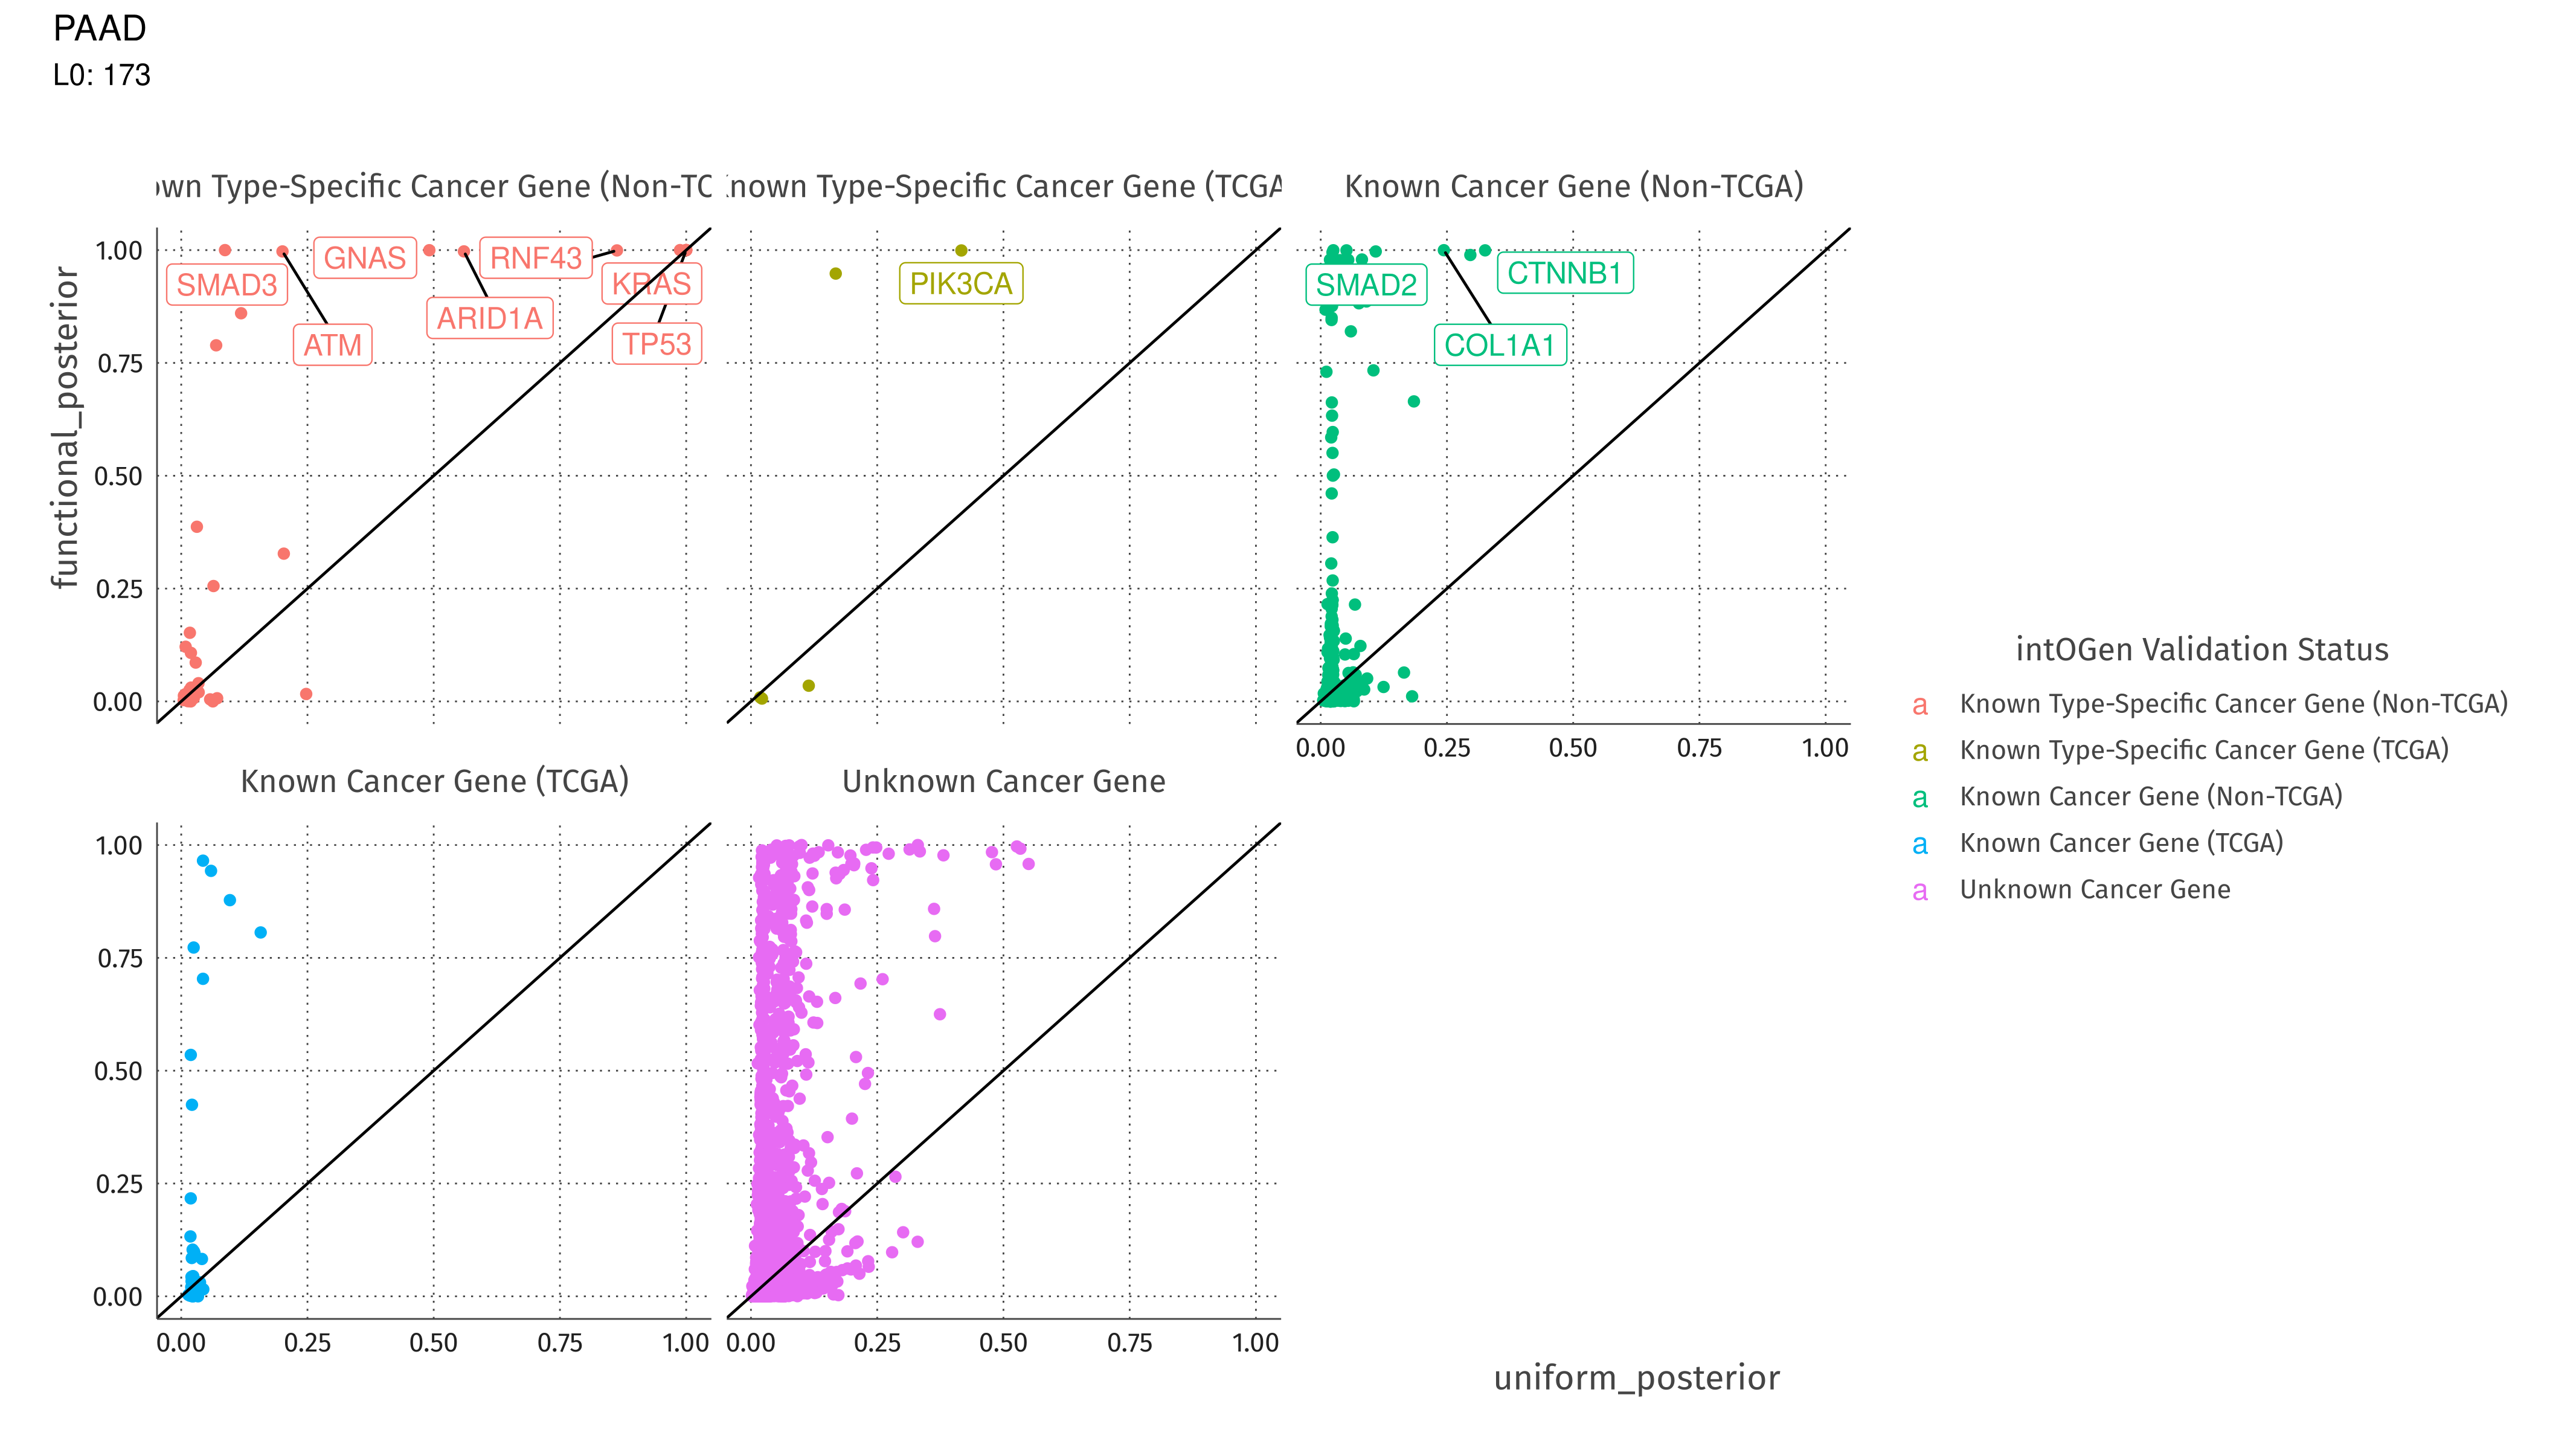 PAAD
L0: 173
own Type-Specific Cancer Gene (Non-TC
nown Type-Specific Cancer Gene (TCGA
Known Cancer Gene (Non-TCGA)
functional_posterior
1.00
0.75
0.50
0.25
0.00
SMAD3
GNAS
RNF43
KRAS
ARID1A
ATM
TP53
PIK3CA
SMAD2
CTNNB1
COL1A1
0.00 0.25 0.50 0.75 1.00
Known Cancer Gene (TCGA)
Unknown Cancer Gene
1.00
0.75
0.50
0.25
0.00
0.00 0.25 0.50 0.75 1.00
0.00 0.25 0.50 0.75 1.00
uniform_posterior
intOGen Validation Status
a Known Type-Specific Cancer Gene (Non-TCGA)
a Known Type-Specific Cancer Gene (TCGA)
a Known Cancer Gene (Non-TCGA)
a Known Cancer Gene (TCGA)
a Unknown Cancer Gene